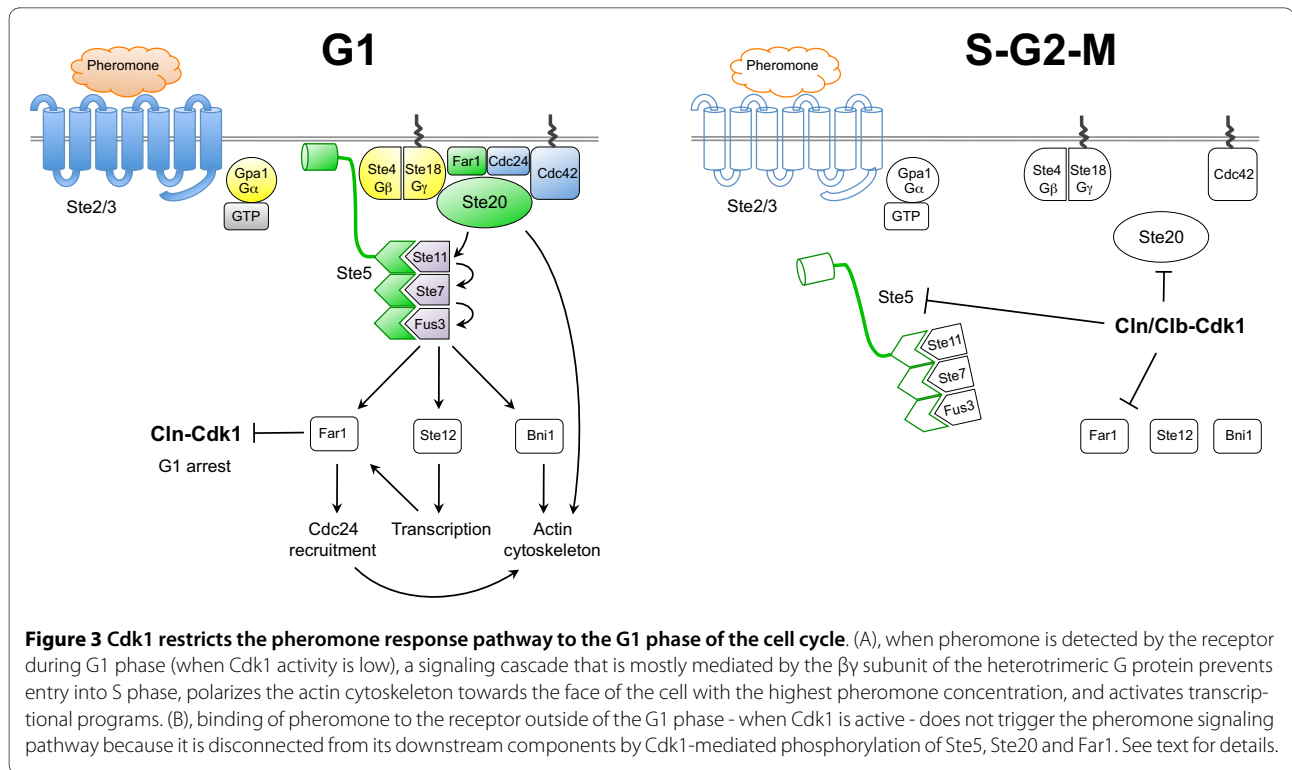 G1
Pheromone
Ste2/3
Gpa1
Gα
GTP
Ste4
Gβ
Ste18
Gγ
Far1
Cdc24
Cdc42
Ste20
Ste5
Ste11
Ste7
Fus3
Cln-Cdk1
G1 arrest
Far1
Ste12
Bni1
Cdc24
recruitment
Transcription
Actin
cytoskeleton
S-G2-M
Pheromone
Ste2/3
Gpa1
Gα
GTP
Ste4
Gβ
Ste18
Gγ
Cdc42
Ste20
Ste5
Cln/Clb-Cdk1
Ste11
Ste7
Fus3
Far1
Ste12
Bni1
Figure 3 Cdk1 restricts the pheromone response pathway to the G1 phase of the cell cycle. (A), when pheromone is detected by the receptor
during G1 phase (when Cdk1 activity is low), a signaling cascade that is mostly mediated by the βγ subunit of the heterotrimeric G protein prevents
entry into S phase, polarizes the actin cytoskeleton towards the face of the cell with the highest pheromone concentration, and activates transcrip-
tional programs. (B), binding of pheromone to the receptor outside of the G1 phase - when Cdk1 is active - does not trigger the pheromone signaling
pathway because it is disconnected from its downstream components by Cdk1-mediated phosphorylation of Ste5, Ste20 and Far1. See text for details.